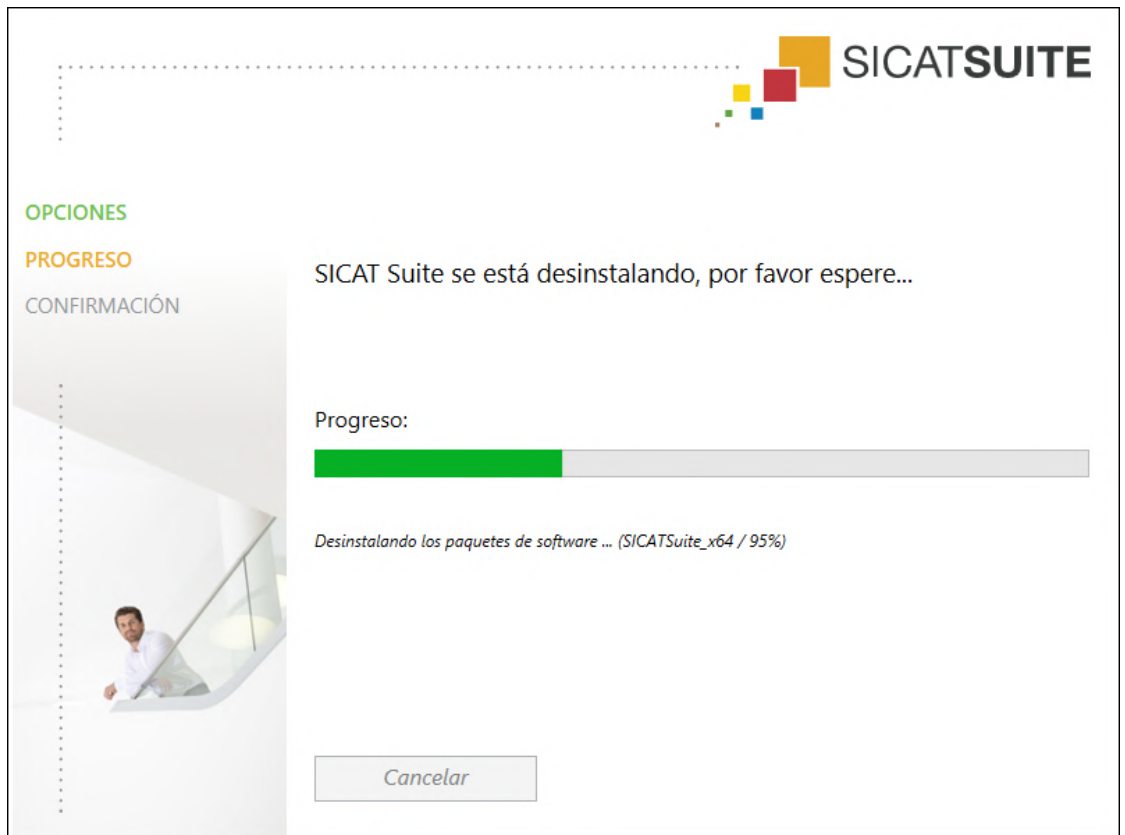 SICATSUITE
OPCIONES
PROGRESO
CONFIRMACIÓN
SICAT Suite se está desinstalando, por favor espere...
Progreso:
Desinstalando los paquetes de software ... (SICATSuite_x64 / 95%)
Cancelar